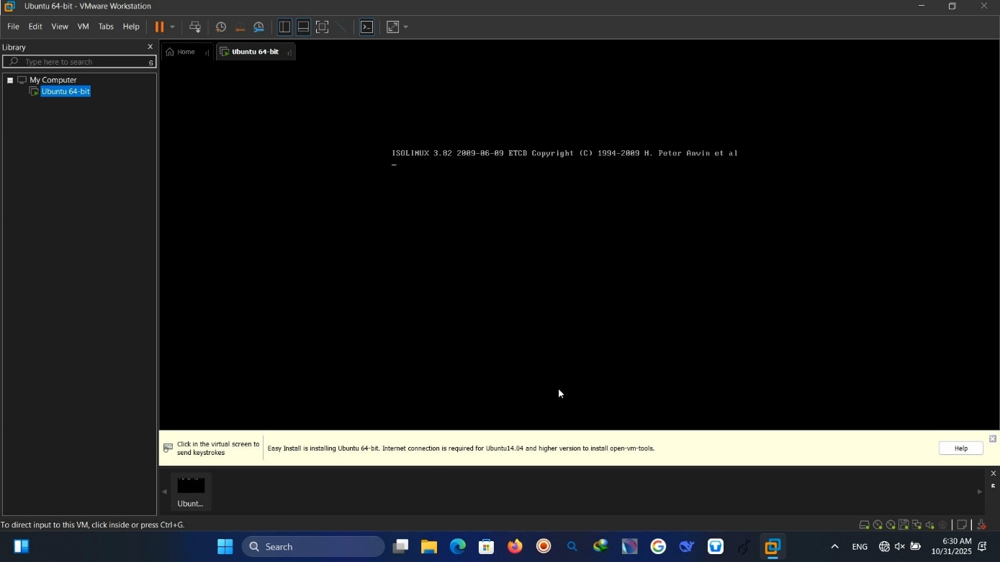 Ubuntu 64-bit - VMware Workstation
File Edit View VM Tabs Help
Library
Type here to search
My Computer
Ubuntu 64-bit
Home
Ubuntu 64-bit
ISOLINUX 3.82 2009-06-09 ETCD Copyright (C) 1994-2009 H. Peter Anvin et al
_
Click in the virtual screen to
send keystrokes
Easy Install is installing Ubuntu 64-bit. Internet connection is required for Ubuntu14.04 and higher version to install open-vm-tools.
Help
Ubunt...
To direct input to this VM, click inside or press Ctrl+G.
Search
ENG
6:30 AM
10/31/2025